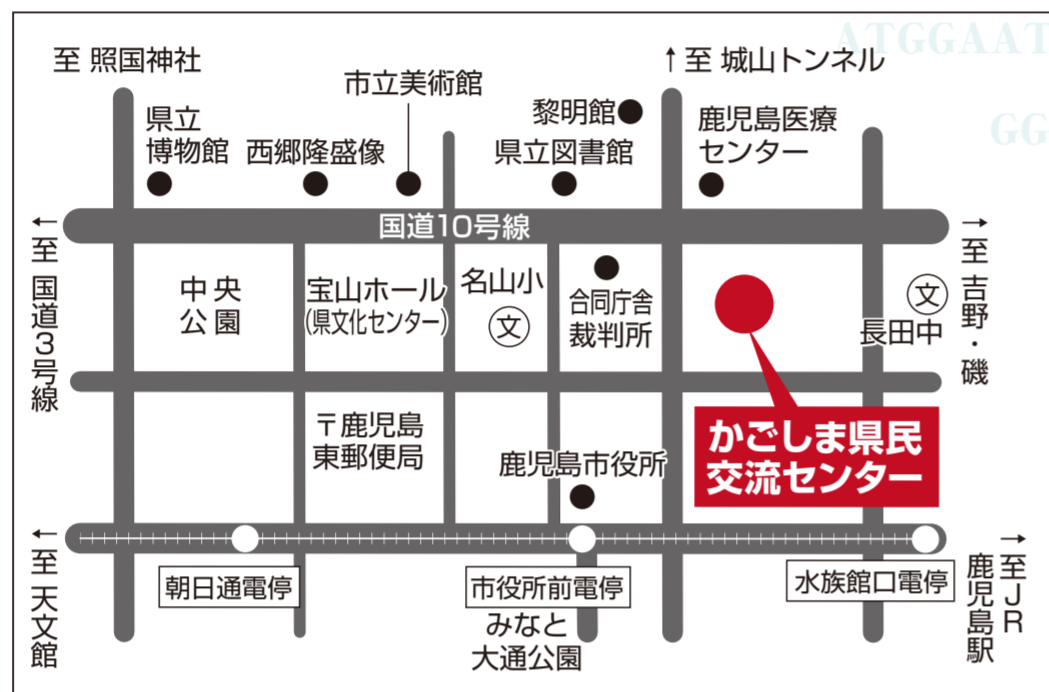 ATGGAAT
GG
至 照国神社
↑至 城山トンネル
市立美術館
黎明館
県立
博物館
西郷隆盛像
県立図書館
鹿児島医療
センター
国道10号線
←至 国道3号線
→至 吉野・磯
中央
公園
宝山ホール
(県文化センター)
名山小
文
合同庁舎
裁判所
文
長田中
かごしま県民
交流センター
〒鹿児島
東郵便局
鹿児島市役所
←至 天文館
朝日通電停
市役所前電停
水族館口電停
→至JR
鹿児島駅
みなと
大通公園